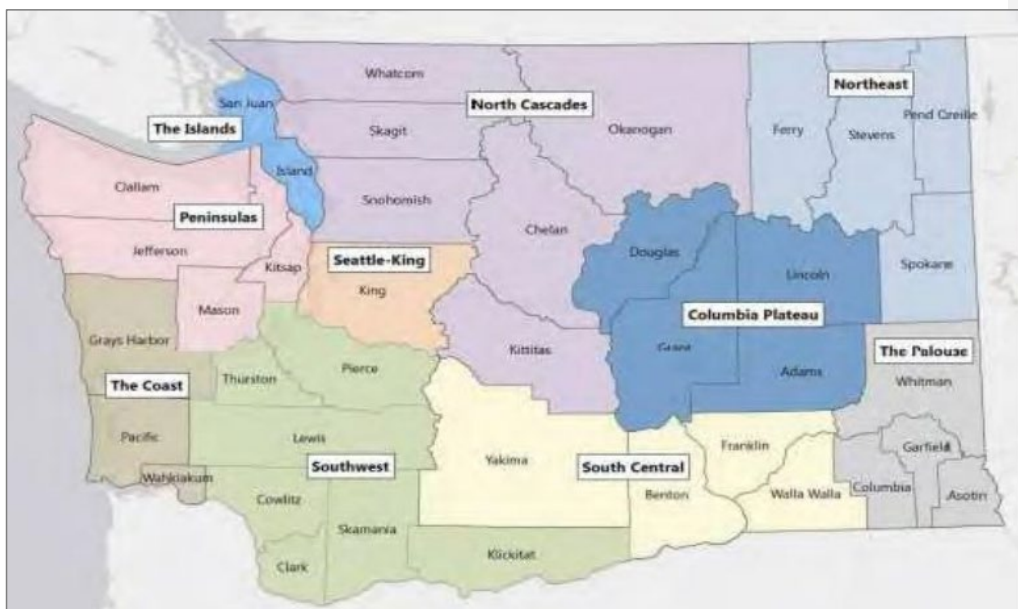 Whatcom
North Cascades
Northeast
San Juan
The Islands
Skagit
Okanogan
Ferry
Stevens
Pend Oreille
Clallam
Island
Snohomish
Peninsulas
Chelan
Douglas
Jefferson
Kitsap
Seattle-King
King
Lincoln
Spokane
Mason
Columbia Plateau
Grays Harbor
Kittitas
Grant
The Palouse
The Coast
Thurston
Pierce
Adams
Whitman
Pacific
Lewis
Yakima
South Central
Franklin
Garfield
Southwest
Wahkiakum
Cowlitz
Benton
Walla Walla
Columbia
Asotin
Skamania
Klickitat
Clark